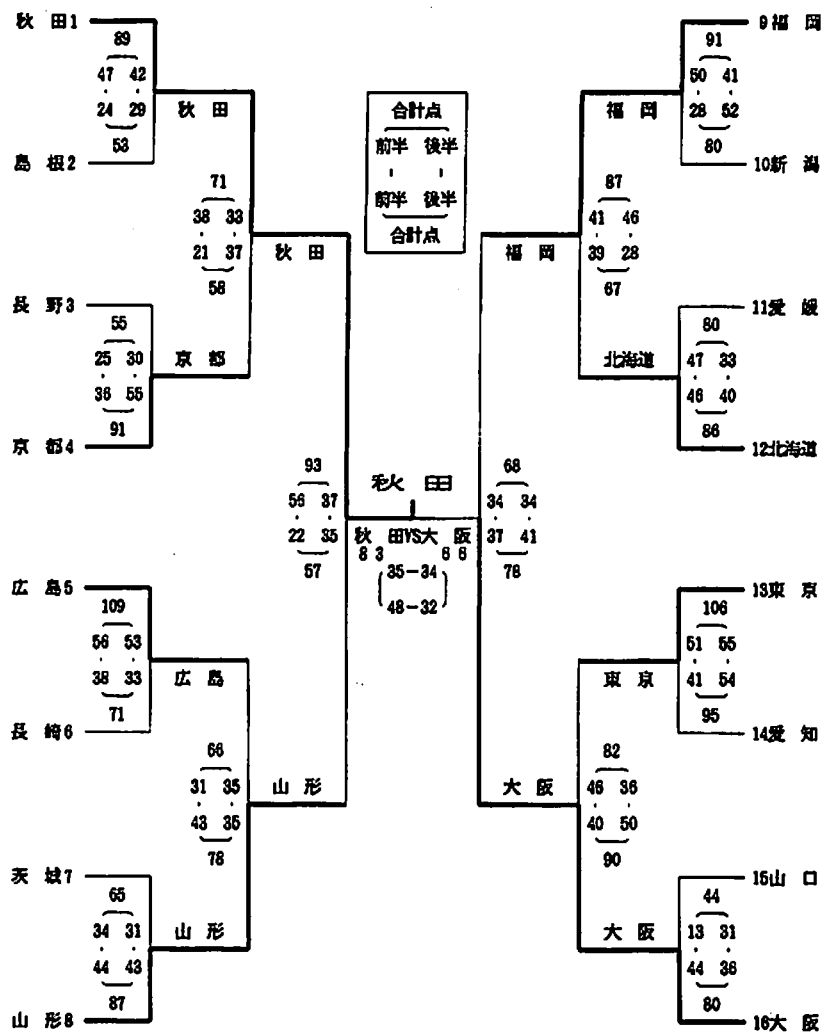 秋田1
89
47 42
24 29
53
島根2
秋田
71
38 33
21 37
58
秋田
長野3
55
25 30
36 55
91
京都4
京都
93
56 37
22 35
57
広島5
109
56 53
38 33
71
長崎6
広島
66
31 35
43 35
78
山形
茨城7
65
34 31
44 43
87
山形8
山形
合計点
前半 後半
前半 後半
合計点
秋田
秋田VS大阪
83 66
35-34
48-32
9福岡
91
50 41
28 52
80
10新潟
福岡
87
41 46
39 28
67
福岡
11愛媛
80
47 33
46 40
86
12北海道
北海道
68
34 34
37 41
78
13東京
106
51 55
41 54
95
14愛知
東京
82
46 36
40 50
90
大阪
15山口
44
13 31
44 36
80
16大阪
大阪